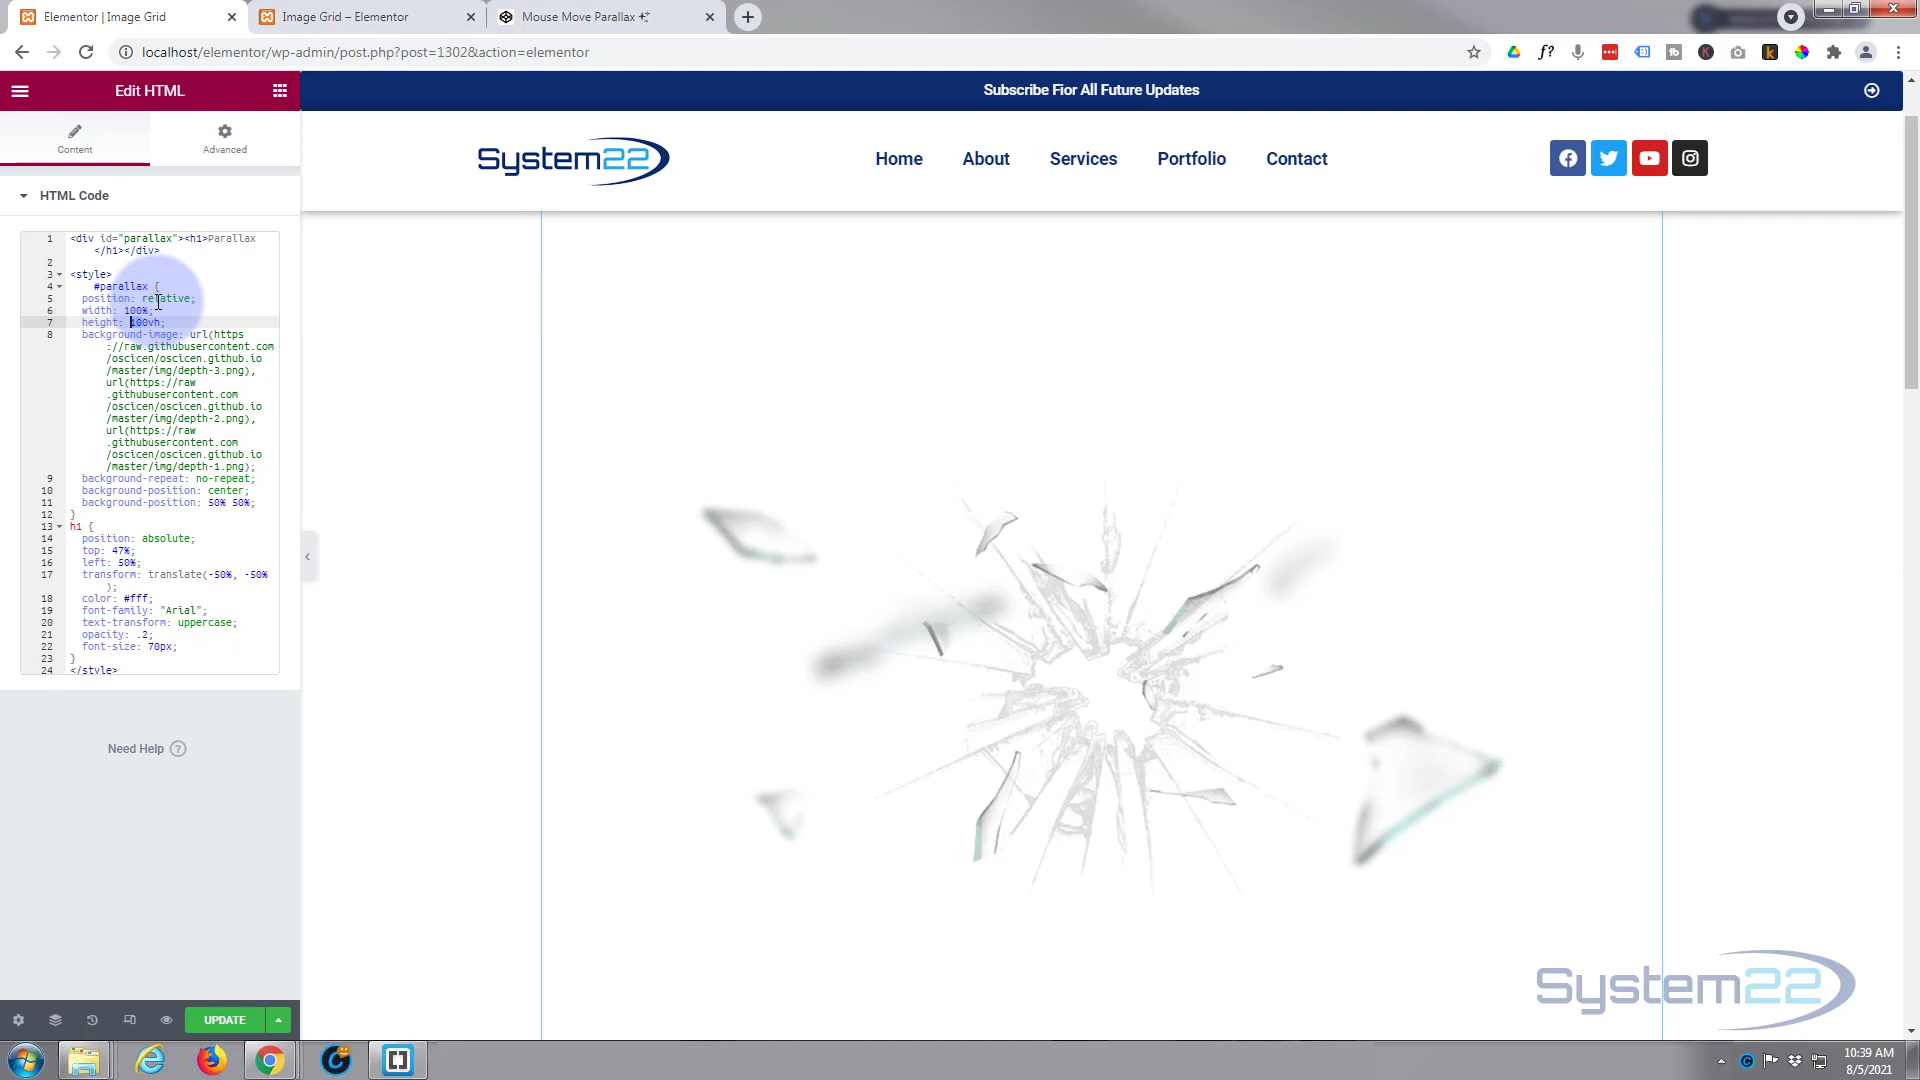 Elementor | Image Grid
Image Grid – Elementor
Mouse Move Parallax
localhost/elementor/wp-admin/post.php?post=1302&action=elementor
Edit HTML
Subscribe Fior All Future Updates
Content
Advanced
System22
Home
About
Services
Portfolio
Contact
HTML Code
1 <div id="parallax"><h1>Parallax
</h1></div>
2
3 <style>
4 #parallax {
5 position: relative;
6 width: 100%;
7 height: 100vh;
8 background-image: url(https
://raw.githubusercontent.com
/oscicen/oscicen.github.io
/master/img/depth-3.png),
url(https://raw
.githubusercontent.com
/oscicen/oscicen.github.io
/master/img/depth-2.png),
url(https://raw
.githubusercontent.com
/oscicen/oscicen.github.io
/master/img/depth-1.png);
9 background-repeat: no-repeat;
10 background-position: center;
11 background-position: 50% 50%;
12 }
13 h1 {
14 position: absolute;
15 top: 47%;
16 left: 50%;
17 transform: translate(-50%, -50%
);
18 color: #fff;
19 font-family: "Arial";
20 text-transform: uppercase;
21 opacity: .2;
22 font-size: 70px;
23 }
24 </style>
Need Help ?
UPDATE
System22
10:39 AM
8/5/2021